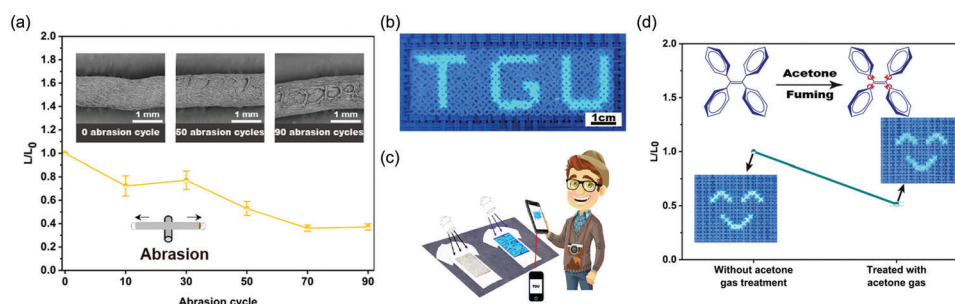 (a)
2.0
1.8
1.6
1.4
1.2
1.0
0.8
0.6
0.4
0.2
0.0
L/L0
1 mm
0 abrasion cycle
1 mm
50 abrasion cycles
1 mm
90 abrasion cycles
Abrasion
0 10 30 50 70 90
Abrasion cycle
(b)
TGU
1cm
(c)
TGU
(d)
2.0
1.5
1.0
0.5
0.0
L/L0
Acetone
Fuming
Without acetone
gas treatment
Treated with
acetone gas